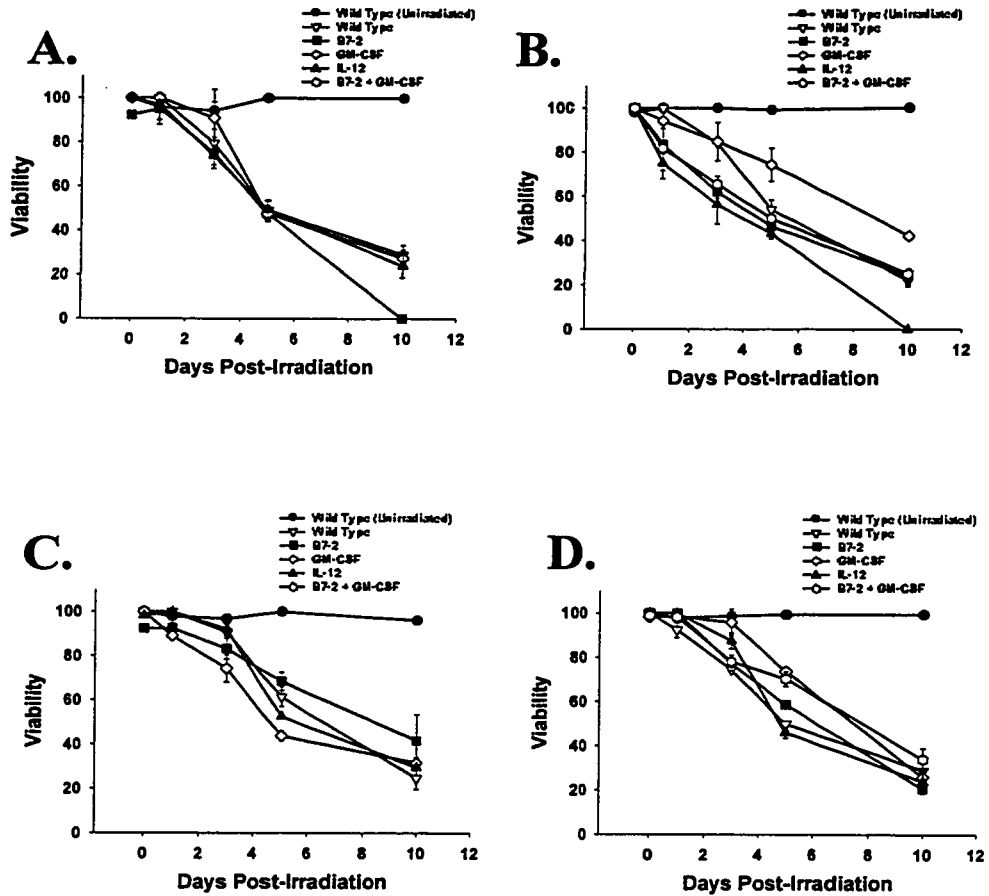 A.
Wild Type (Unirradiated)
Wild Type
B7-2
GM-CSF
IL-12
B7-2 + GM-CSF
Viability
100
80
60
40
20
0
0 2 4 6 8 10 12
Days Post-Irradiation
B.
Wild Type (Unirradiated)
Wild Type
B7-2
GM-CSF
IL-12
B7-2 + GM-CSF
Viability
100
80
60
40
20
0
0 2 4 6 8 10 12
Days Post-Irradiation
C.
Wild Type (Unirradiated)
Wild Type
B7-2
GM-CSF
IL-12
B7-2 + GM-CSF
Viability
100
80
60
40
20
0
0 2 4 6 8 10 12
Days Post-Irradiation
D.
Wild Type (Unirradiated)
Wild Type
B7-2
GM-CSF
IL-12
B7-2 + GM-CSF
Viability
100
80
60
40
20
0
0 2 4 6 8 10 12
Days Post-Irradiation